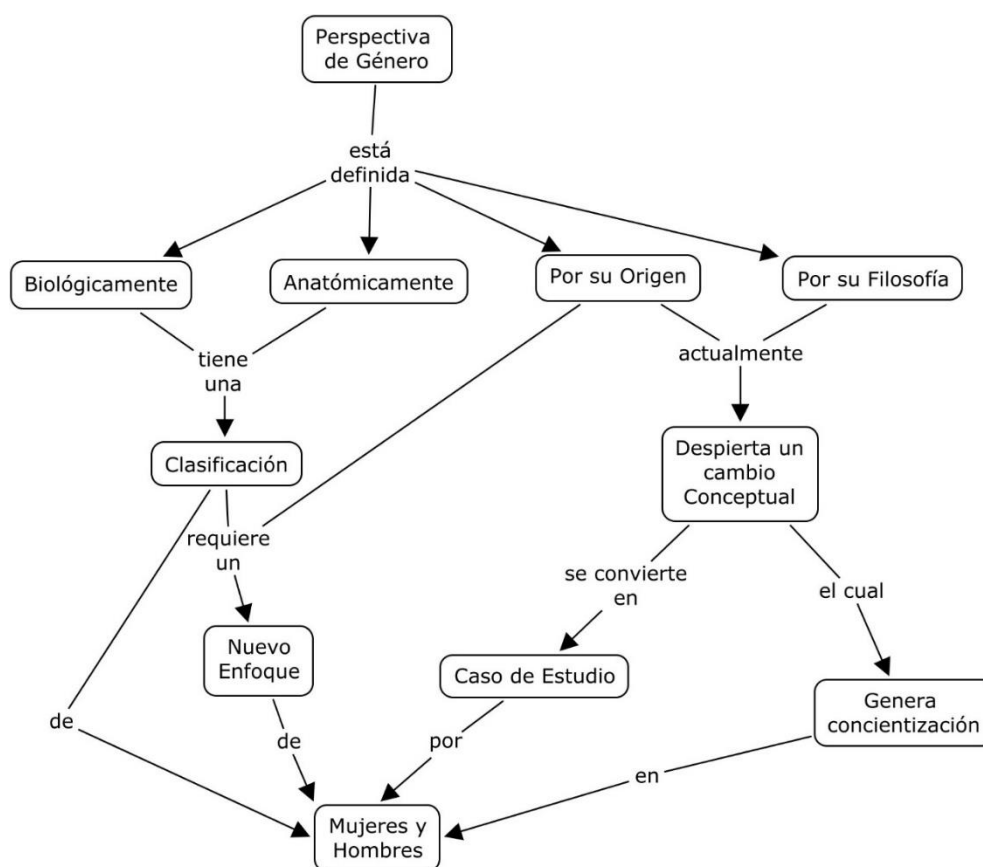 Perspectiva
de Género
está
definida
Biológicamente
Anatómicamente
Por su Origen
Por su Filosofía
tiene
una
actualmente
Clasificación
Despierta un
cambio
Conceptual
requiere
un
se convierte
en
el cual
Nuevo
Enfoque
Caso de Estudio
Genera
concientización
de
de
por
en
Mujeres y
Hombres